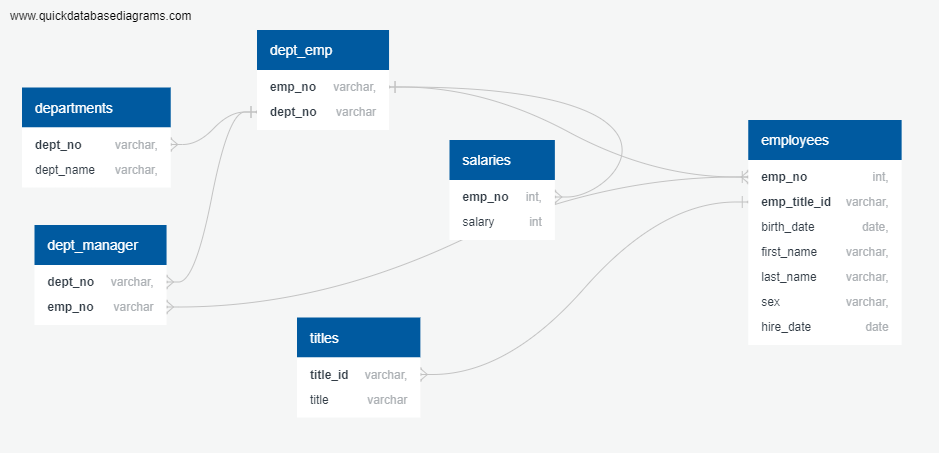 www.quickdatabasediagrams.com
dept_emp
emp_no varchar,
dept_no varchar
departments
dept_no varchar,
dept_name varchar,
salaries
emp_no int,
salary int
employees
emp_no int,
emp_title_id varchar,
birth_date date,
first_name varchar,
last_name varchar,
sex varchar,
hire_date date
dept_manager
dept_no varchar,
emp_no varchar
titles
title_id varchar,
title varchar